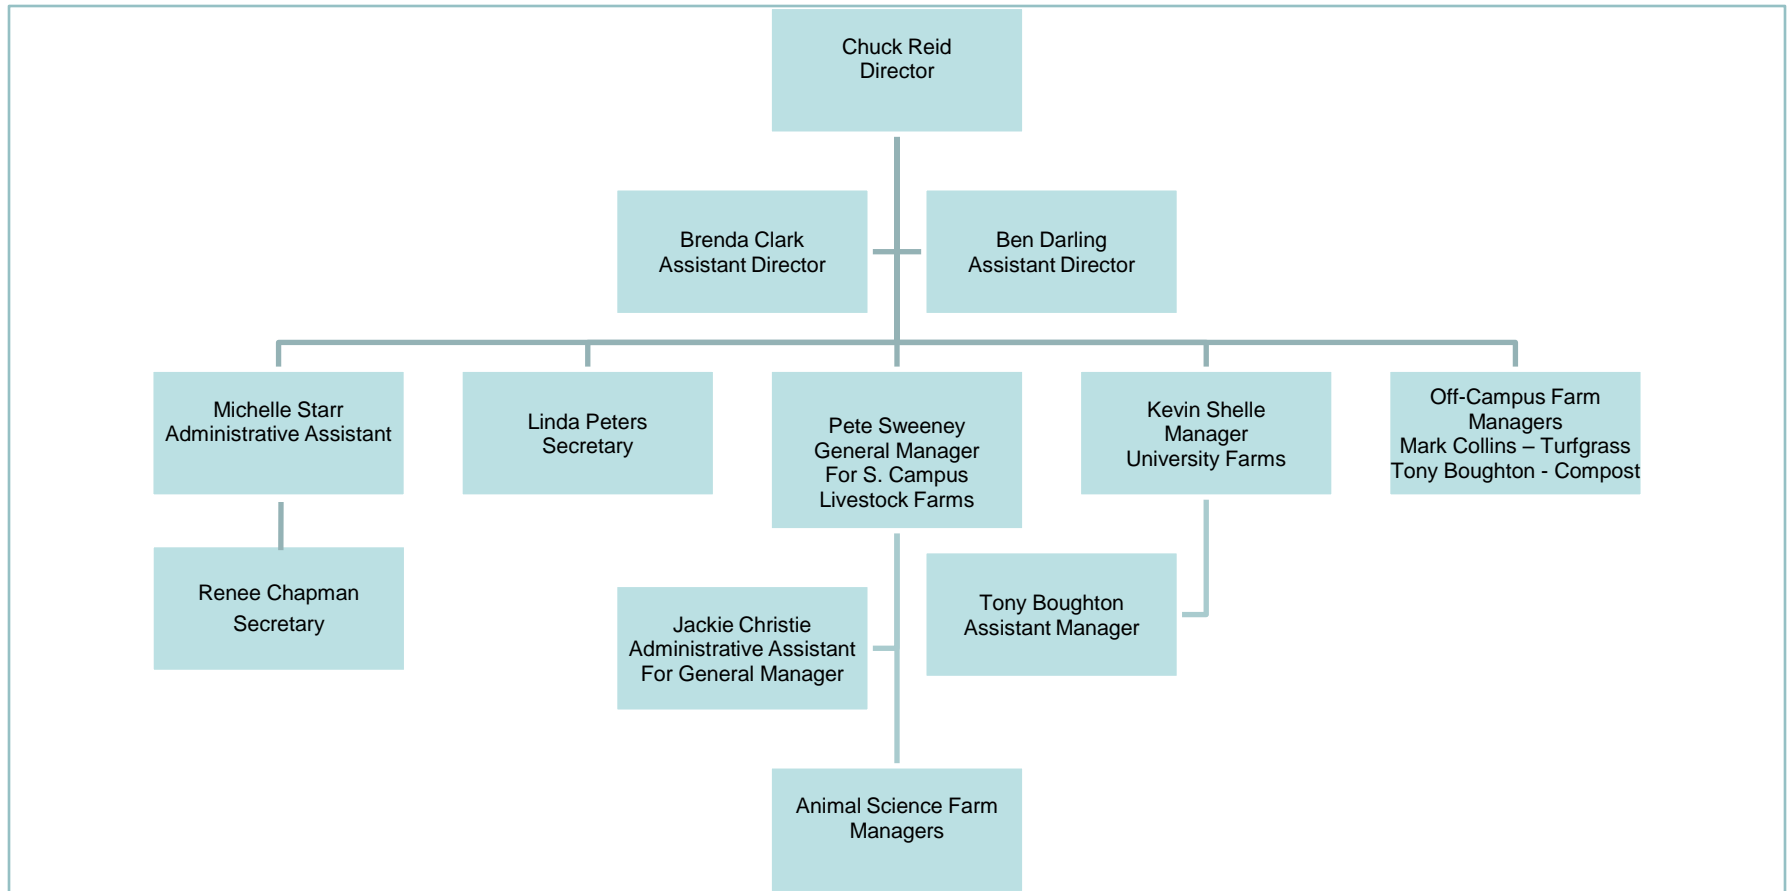 Chuck Reid
Director
Brenda Clark
Assistant Director
Ben Darling
Assistant Director
Michelle Starr
Administrative Assistant
Linda Peters
Secretary
Pete Sweeney
General Manager
For S. Campus
Livestock Farms
Kevin Shelle
Manager
University Farms
Off-Campus Farm
Managers
Mark Collins – Turfgrass
Tony Boughton - Compost
Renee Chapman
Secretary
Jackie Christie
Administrative Assistant
For General Manager
Tony Boughton
Assistant Manager
Animal Science Farm
Managers